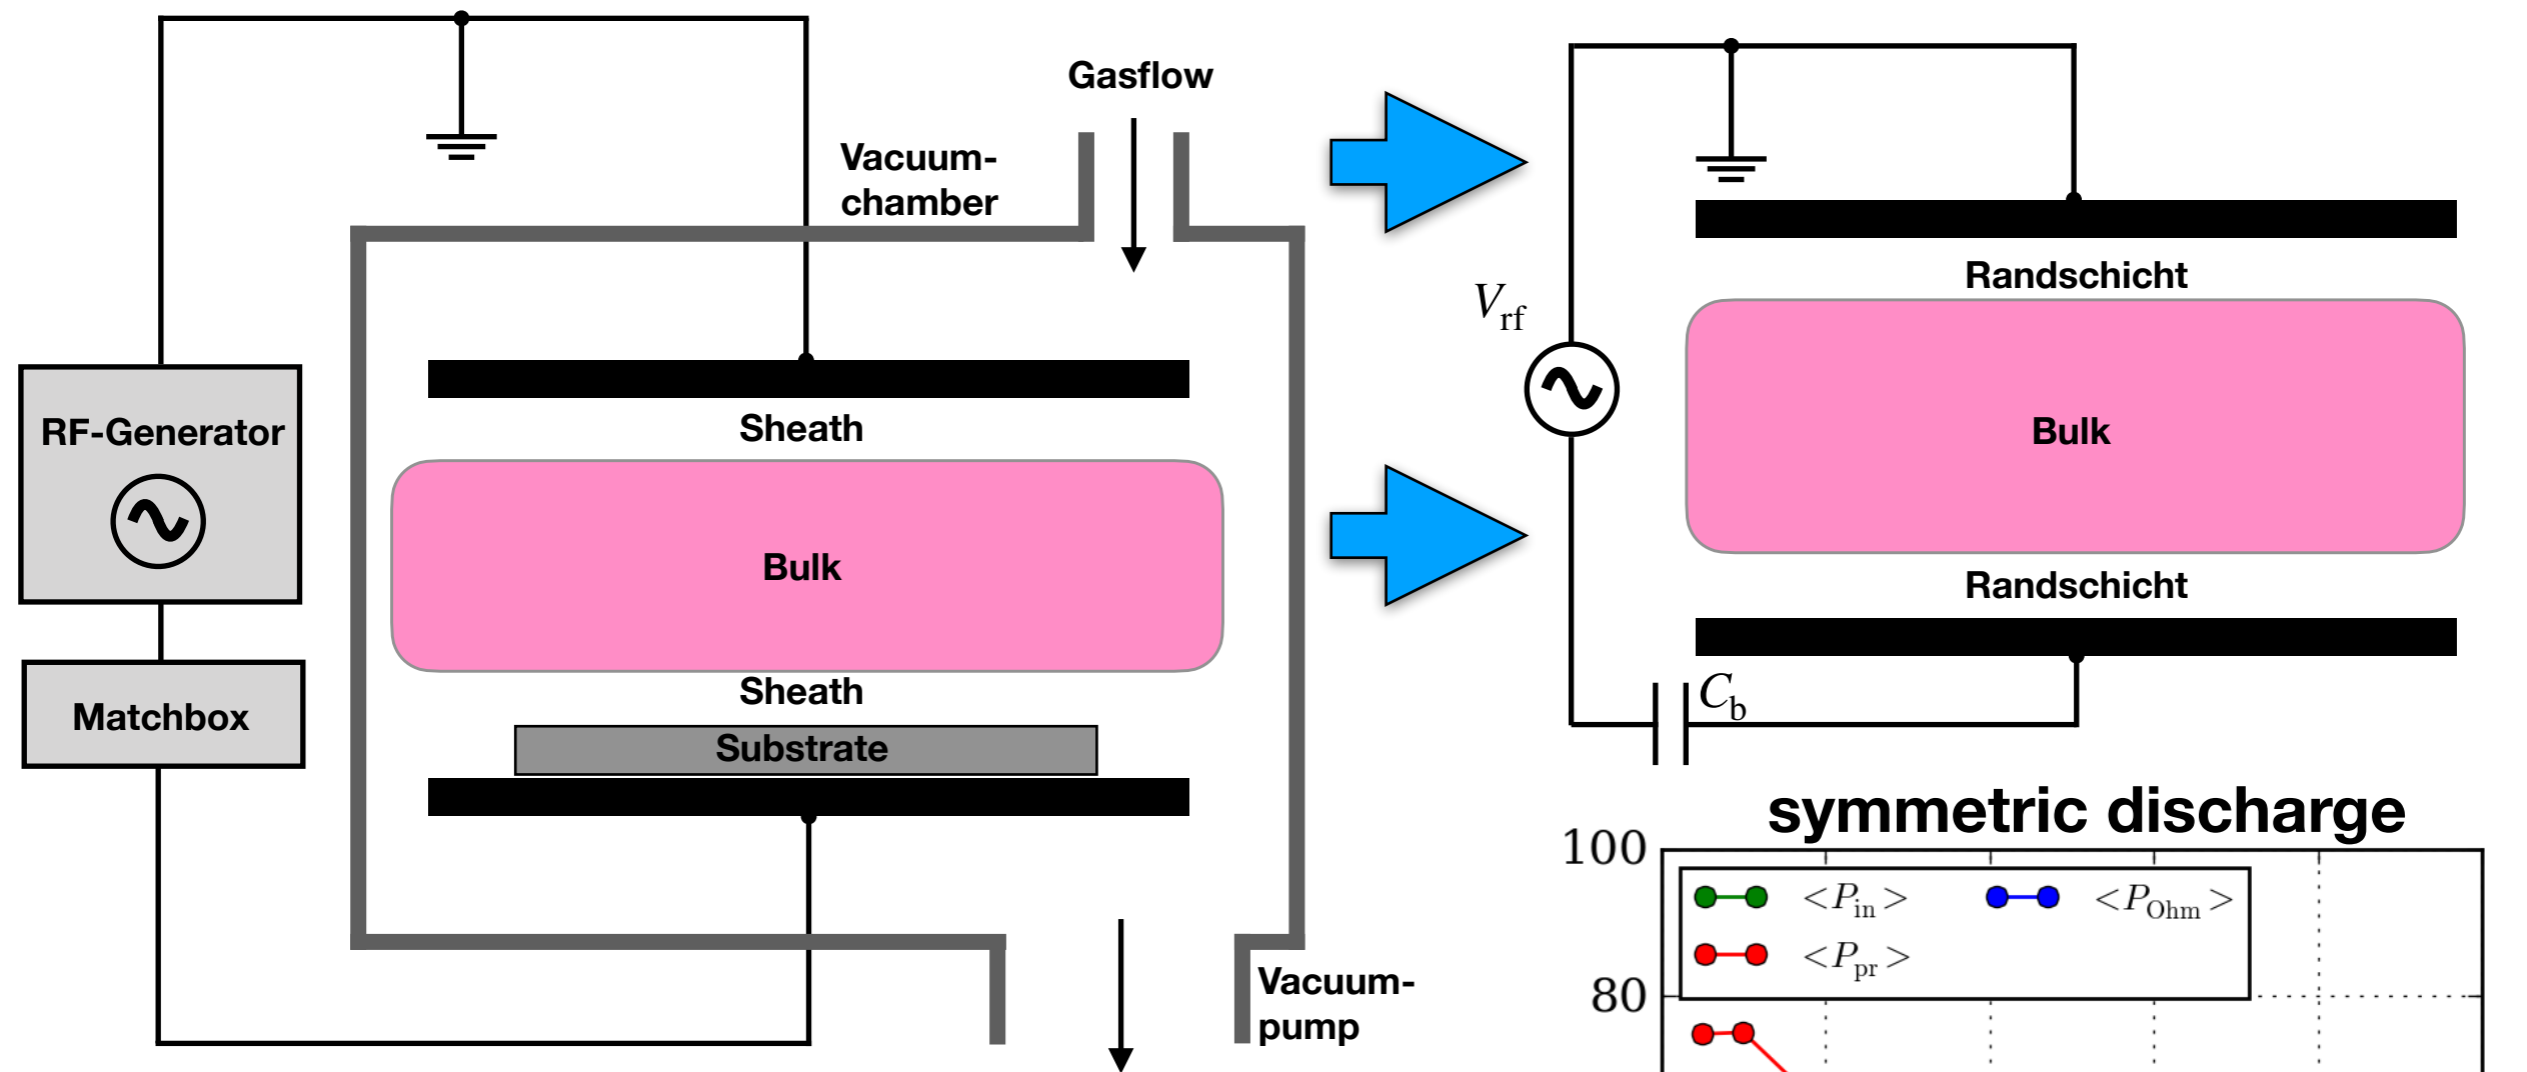 Gasflow
Vacuum-
chamber
RF-Generator
Matchbox
Sheath
Bulk
Sheath
Substrate
Vacuum-
pump
V_rf
Randschicht
Bulk
Randschicht
C_b
symmetric discharge
100
<P_in> <P_Ohm>
<P_pr>
80